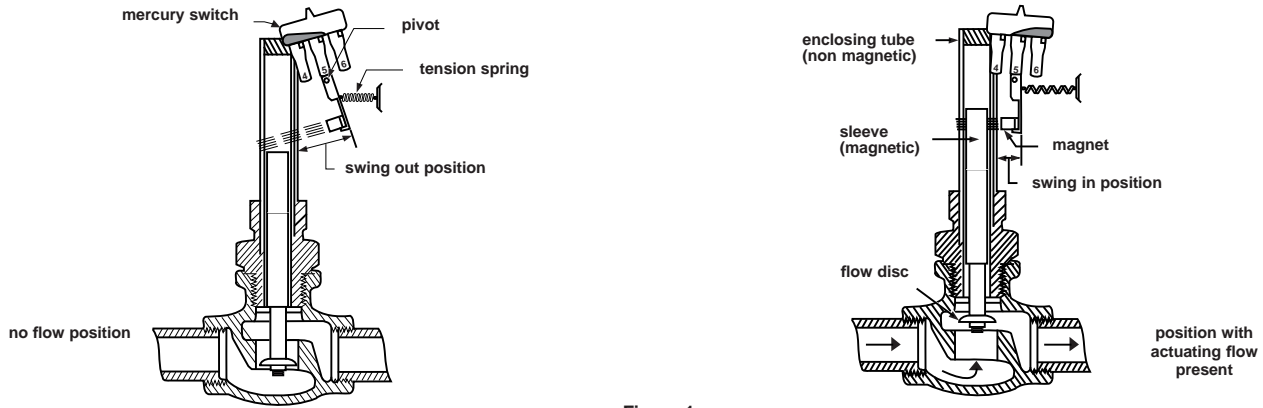 mercury switch
pivot
tension spring
4 5 6
swing out position
no flow position
enclosing tube
(non magnetic)
4 5 6
sleeve
(magnetic)
magnet
swing in position
flow disc
position with
actuating flow
present